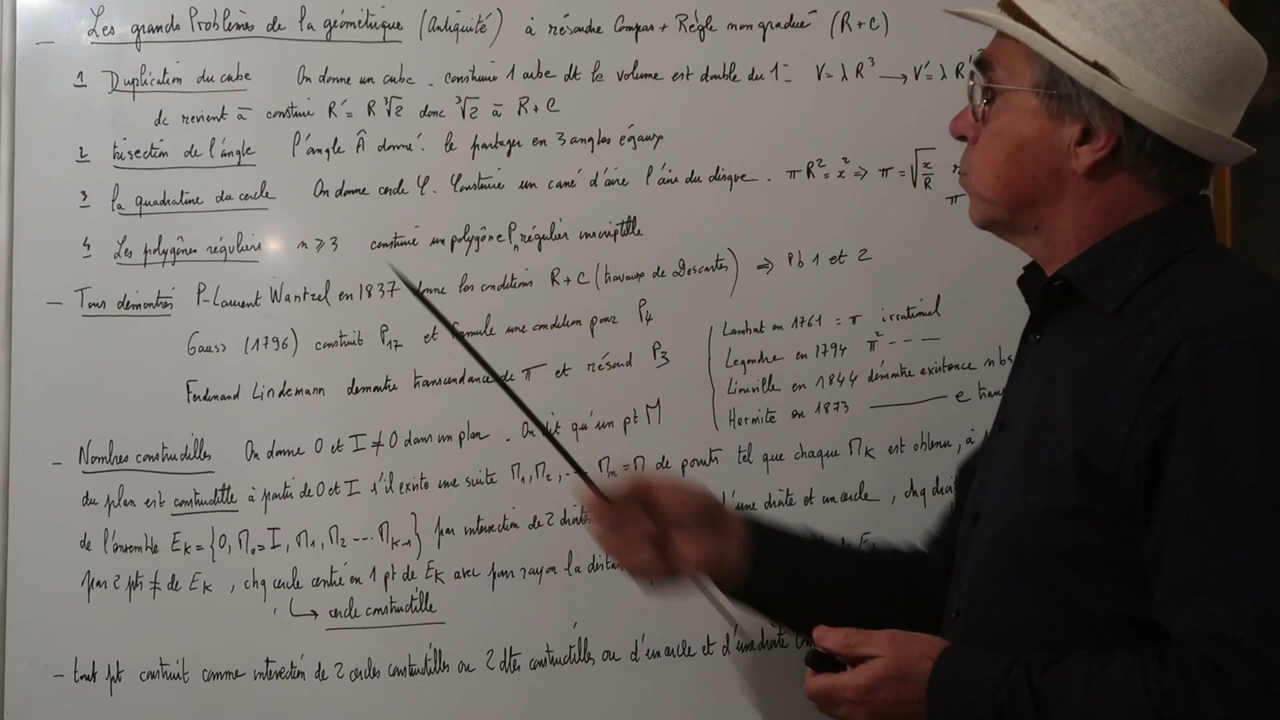 — Les grands Problèmes de la géométrique (Antiquité) à résoudre Compas + Règle non graduée (R+C)
1 Duplication du cube On donne un cube. construire 1 cube dt le volume est double du 1er V = λ R³ → V' = λ R'
de revient à construire R' = R ∛2 donc ∛2 à R+C
2 trisection de l'angle l'angle Â donné. le partager en 3 angles égaux
3 la quadrature du cercle On donne cercle φ. Construire un carré d'aire l'aire du disque. π R² = x² ⇒ π = √x/R
π
4 Les polygônes réguliers n ⩾ 3 construire un polygône Pn régulier inscriptible
— Tous démontrés P-Laurent Wantzel en 1837 donne les conditions R+C (travaux de Descartes) ⇒ Pb 1 et 2
Gauss (1796) construit P17 et formule une condition pour P4
Ferdinand Lindemann demontre transcendance de π et résoud P3
Lambert en 1761 = π irrationnel
Legendre en 1794 π² - - -
Liouville en 1844 démontre existence nbs
Hermite en 1873 —— e trans
— Nombres constructibles On donne O et I ≠ O dans un plan. On dit qu'un pt M
du plan est constructible à partir de O et I s'il existe une suite M1, M2, ... Mm = M de points tel que chaque MK est obtenu, à
de l'ensemble EK = {O, M0 = I, M1, M2 ... MK-1} par intersection de 2 droites d'une droite et un cercle, chq droi
par 2 pts ≠ de EK, chq cercle centré en 1 pt de EK avec pour rayon la distan de EK
↳ cercle constructible
— tout pt construit comme intersection de 2 cercles constructibles ou 2 dtes constructibles ou d'un cercle et d'une droite